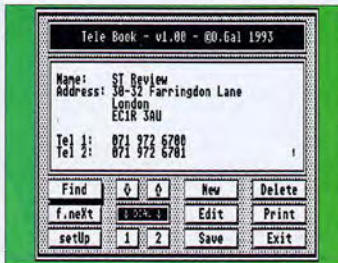 Tele Book - v1.00 - ©O.Gal 1993
Name: ST Review
Address: 30-32 Farringdon Lane
London
EC1R 3AU
Tel 1: 071 972 6700
Tel 2: 071 972 6701
Find ⇩ ⇧ New Delete
f.neXt ⇩ DIAL ⇩ Edit Print
setUp 1 2 Save Exit